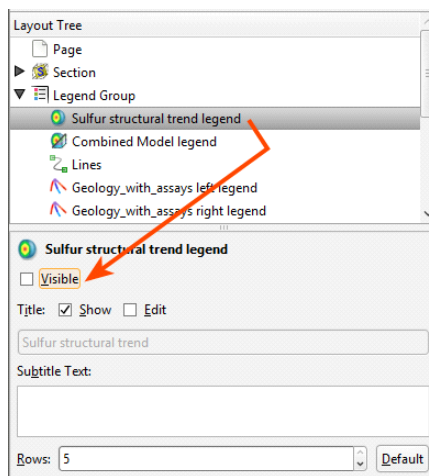 Layout Tree
Page
Section
Legend Group
Sulfur structural trend legend
Combined Model legend
Lines
Geology_with_assays left legend
Geology_with_assays right legend
Sulfur structural trend legend
Visible
Title: Show Edit
Sulfur structural trend
Subtitle Text:
Rows: 5 Default